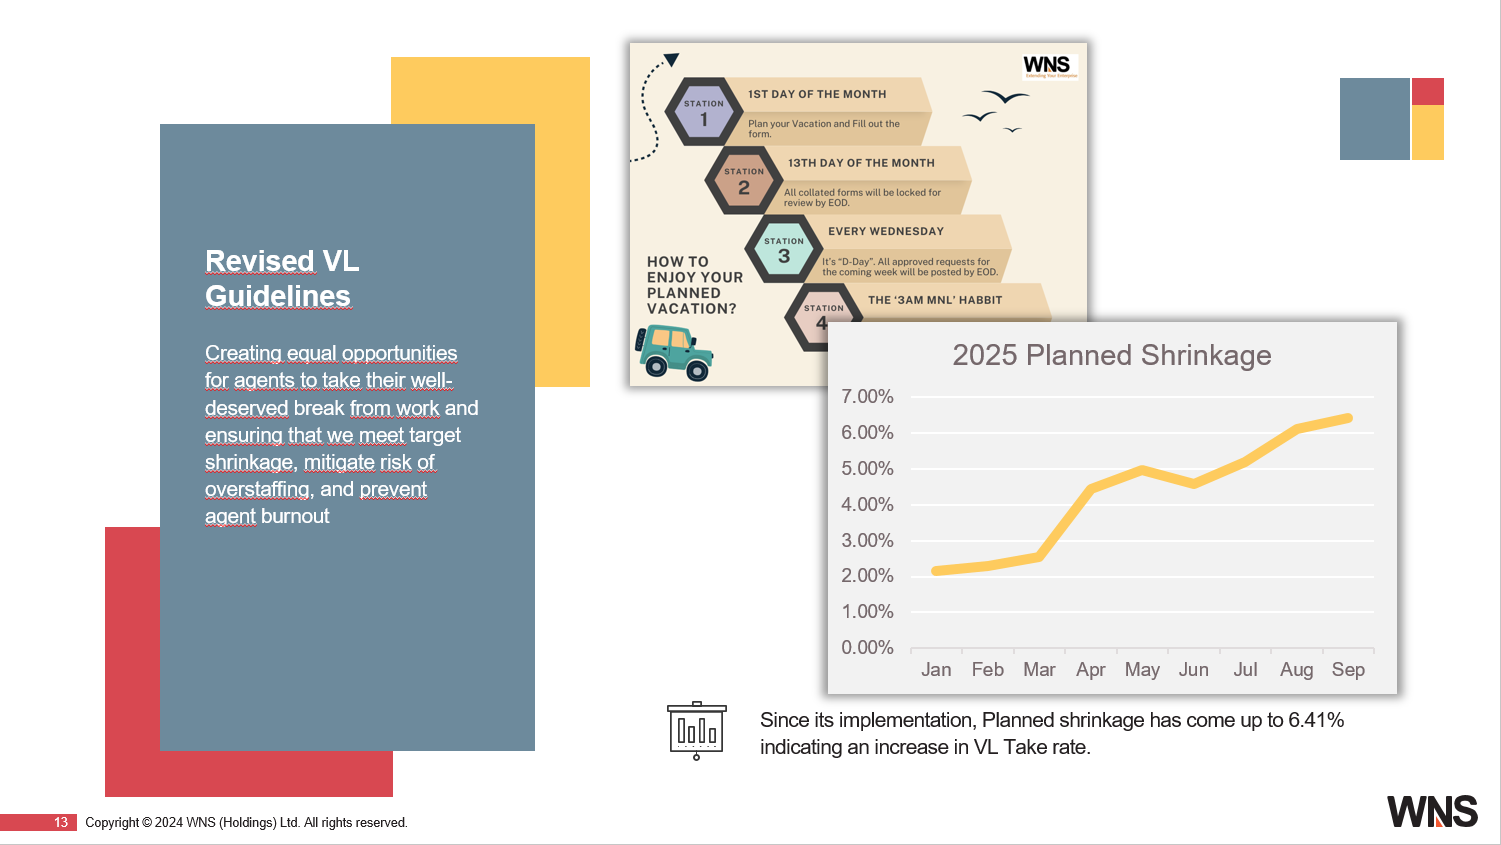 Revised VL
Guidelines
Creating equal opportunities
for agents to take their well-
deserved break from work and
ensuring that we meet target
shrinkage, mitigate risk of
overstaffing, and prevent
agent burnout
WNS
Extending Your Enterprise
STATION
1
1ST DAY OF THE MONTH
Plan your Vacation and Fill out the
form.
STATION
2
13TH DAY OF THE MONTH
All collated forms will be locked for
review by EOD.
STATION
3
EVERY WEDNESDAY
It's “D-Day”. All approved requests for
the coming week will be posted by EOD.
STATION
4
THE ‘3AM MNL’ HABBIT
HOW TO
ENJOY YOUR
PLANNED
VACATION?
2025 Planned Shrinkage
7.00%
6.00%
5.00%
4.00%
3.00%
2.00%
1.00%
0.00%
Jan Feb Mar Apr May Jun Jul Aug Sep
Since its implementation, Planned shrinkage has come up to 6.41%
indicating an increase in VL Take rate.
13 Copyright © 2024 WNS (Holdings) Ltd. All rights reserved.
WNS